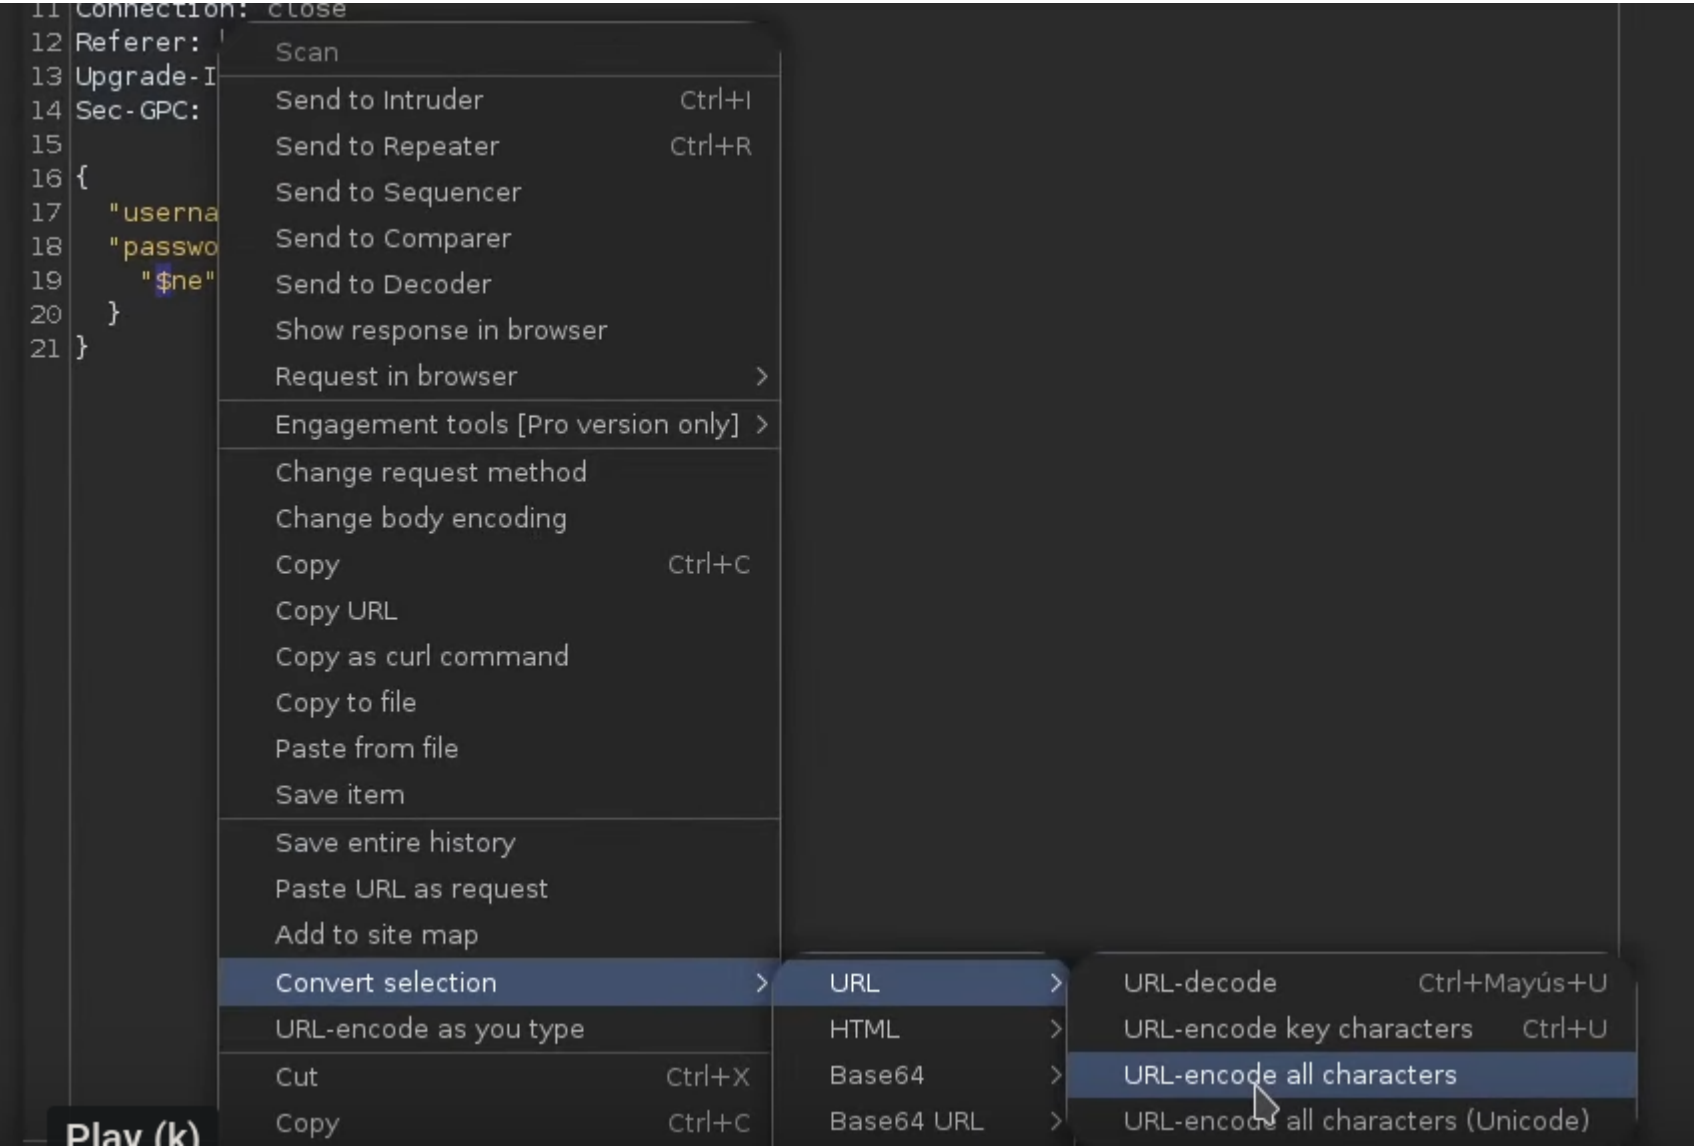 11 Connection: close
12 Referer:
13 Upgrade-I
14 Sec-GPC:
15
16 {
17 "userna
18 "passwo
19 "$ne"
20 }
21 }
Scan
Send to Intruder Ctrl+I
Send to Repeater Ctrl+R
Send to Sequencer
Send to Comparer
Send to Decoder
Show response in browser
Request in browser >
Engagement tools [Pro version only] >
Change request method
Change body encoding
Copy Ctrl+C
Copy URL
Copy as curl command
Copy to file
Paste from file
Save item
Save entire history
Paste URL as request
Add to site map
Convert selection >
URL-encode as you type
Cut Ctrl+X
Copy Ctrl+C
URL >
HTML >
Base64 >
Base64 URL >
URL-decode Ctrl+Mayús+U
URL-encode key characters Ctrl+U
URL-encode all characters
URL-encode all characters (Unicode)
Play (k)